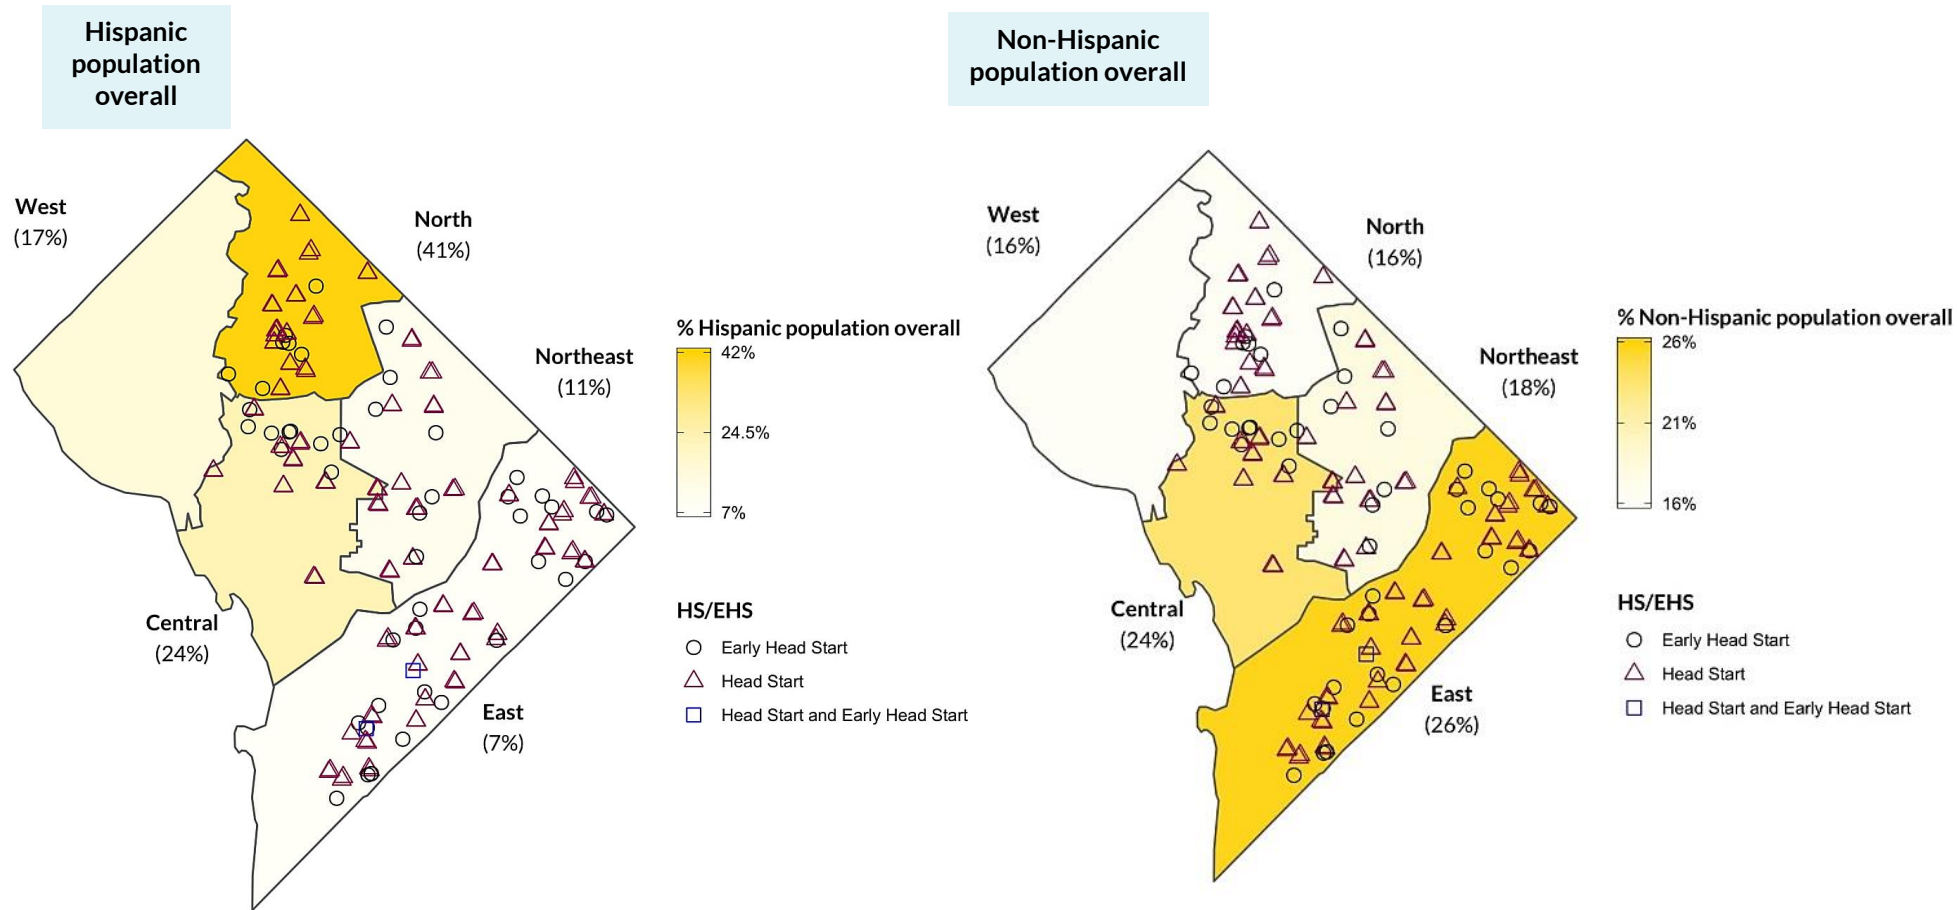 Hispanic
population
overall
West
(17%)
North
(41%)
Northeast
(11%)
Central
(24%)
East
(7%)
% Hispanic population overall
42%
24.5%
7%
HS/EHS
Early Head Start
Head Start
Head Start and Early Head Start
Non-Hispanic
population overall
West
(16%)
North
(16%)
Northeast
(18%)
Central
(24%)
East
(26%)
% Non-Hispanic population overall
26%
21%
16%
HS/EHS
Early Head Start
Head Start
Head Start and Early Head Start